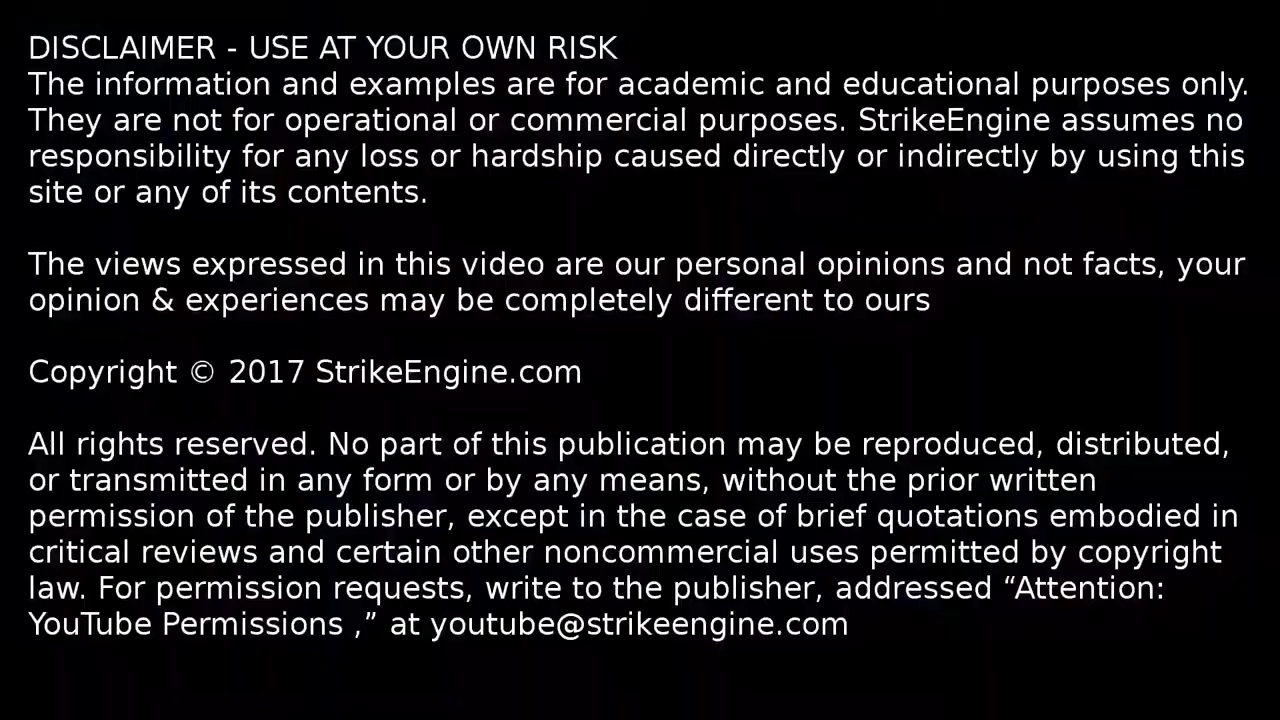 DISCLAIMER - USE AT YOUR OWN RISK
The information and examples are for academic and educational purposes only.
They are not for operational or commercial purposes. StrikeEngine assumes no
responsibility for any loss or hardship caused directly or indirectly by using this
site or any of its contents.
The views expressed in this video are our personal opinions and not facts, your
opinion & experiences may be completely different to ours
Copyright © 2017 StrikeEngine.com
All rights reserved. No part of this publication may be reproduced, distributed,
or transmitted in any form or by any means, without the prior written
permission of the publisher, except in the case of brief quotations embodied in
critical reviews and certain other noncommercial uses permitted by copyright
law. For permission requests, write to the publisher, addressed “Attention:
YouTube Permissions ,” at youtube@strikeengine.com